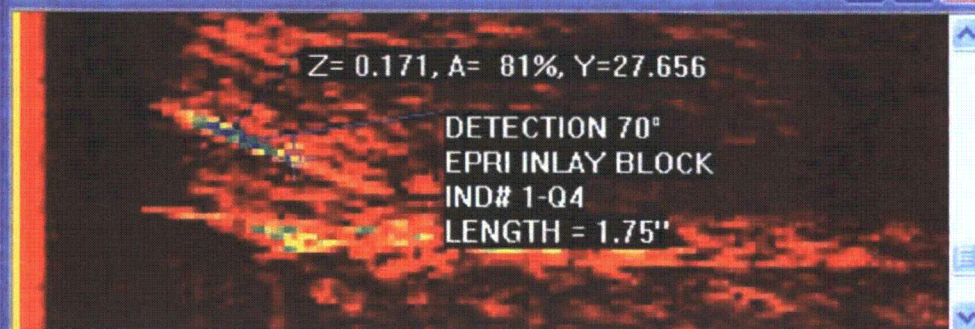 Z= 0.171, A= 81%, Y=27.656
DETECTION 70°
EPRI INLAY BLOCK
IND# 1-Q4
LENGTH = 1.75"